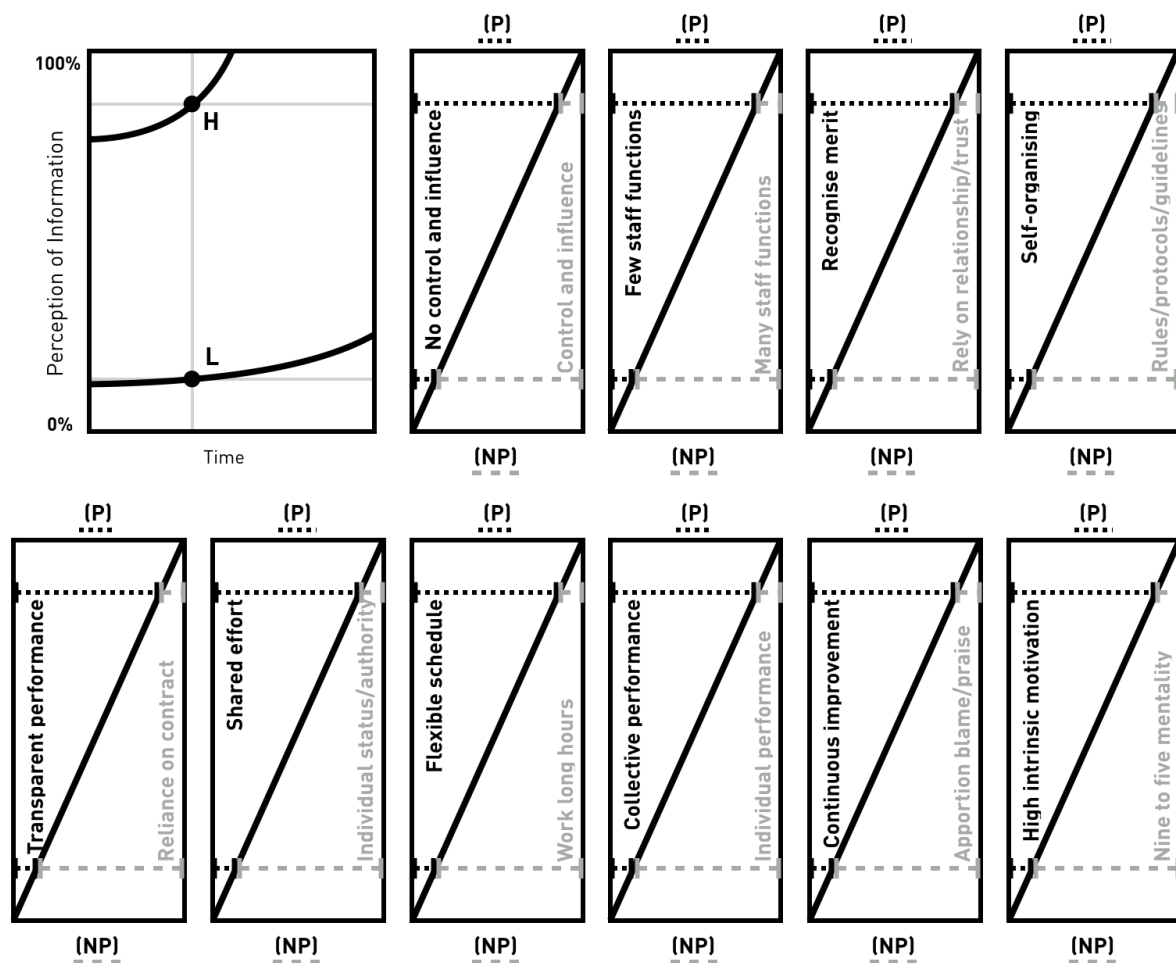 100%
Perception of Information
H
L
0%
Time
(P)
No control and influence
Control and influence
(NP)
(P)
Few staff functions
Many staff functions
(NP)
(P)
Recognise merit
Rely on relationship/trust
(NP)
(P)
Self-organising
Rules/protocols/guidelines
(NP)
(P)
Transparent performance
Reliance on contract
(NP)
(P)
Shared effort
Individual status/authority
(NP)
(P)
Flexible schedule
Work long hours
(NP)
(P)
Collective performance
Individual performance
(NP)
(P)
Continuous improvement
Apportion blame/praise
(NP)
(P)
High intrinsic motivation
Nine to five mentality
(NP)